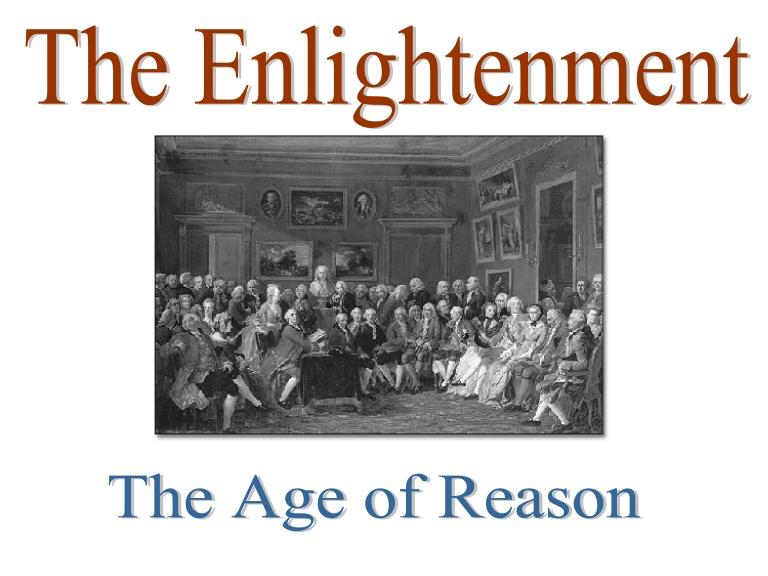 The Enlightenment
The Age of Reason